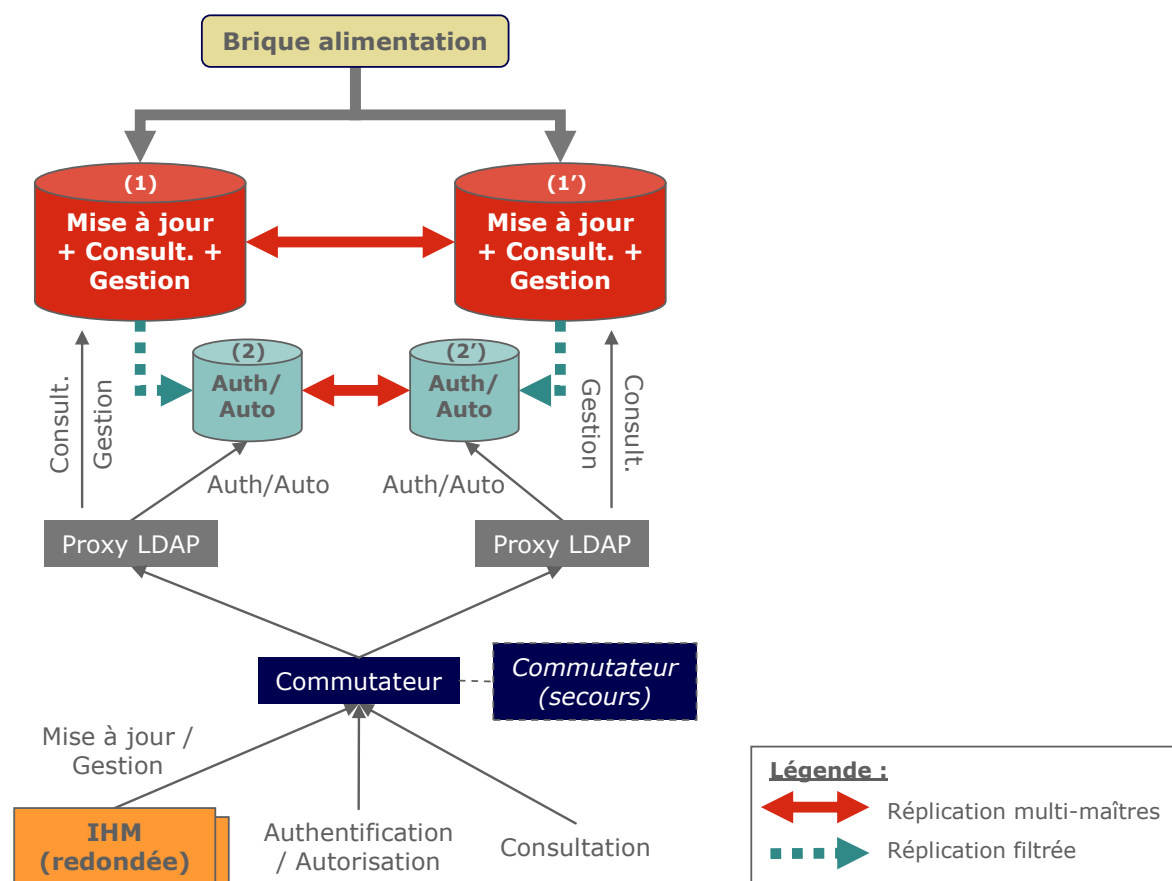 Brique alimentation
(1)
Mise à jour
+ Consult. +
Gestion
(1’)
Mise à jour
+ Consult. +
Gestion
(2)
Auth/
Auto
(2’)
Auth/
Auto
Consult.
Gestion
Gestion
Consult.
Auth/Auto
Auth/Auto
Proxy LDAP
Proxy LDAP
Commutateur
Commutateur
(secours)
Mise à jour /
Gestion
IHM
(redondée)
Authentification
/ Autorisation
Consultation
Légende :
Réplication multi-maîtres
Réplication filtrée